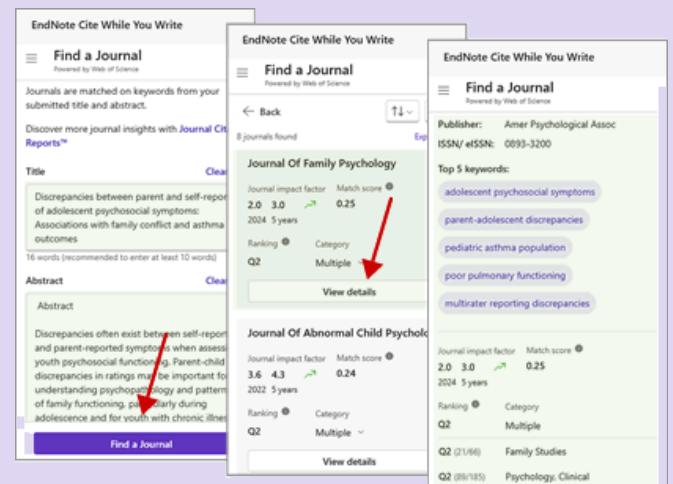 EndNote Cite While You Write
Find a Journal
Powered by Web of Science
Journals are matched on keywords from your
submitted title and abstract.
Discover more journal insights with Journal Cit
Reports™
Title
Clea
Discrepancies between parent and self-repor
of adolescent psychosocial symptoms:
Associations with family conflict and asthma
outcomes
16 words (recommended to enter at least 10 words)
Abstract
Clea
Abstract
Discrepancies often exist between self-report
and parent-reported symptoms when assess
youth psychosocial functioning. Parent-child
discrepancies in ratings may be important fo
understanding psychopathology and pattern
of family functioning, particularly during
adolescence and for youth with chronic illnes
Find a Journal
EndNote Cite While You Write
Find a Journal
Powered by Web of Science
Back
8 journals found
Exp
Journal Of Family Psychology
Journal impact factor Match score
2.0 3.0 0.25
2024 5 years
Ranking Category
Q2 Multiple
View details
Journal Of Abnormal Child Psycholo
Journal impact factor Match score
3.6 4.3 0.24
2022 5 years
Ranking Category
Q2 Multiple
View details
EndNote Cite While You Write
Find a Journal
Powered by Web of Science
Publisher: Amer Psychological Assoc
ISSN/ eISSN: 0893-3200
Top 5 keywords:
adolescent psychosocial symptoms
parent-adolescent discrepancies
pediatric asthma population
poor pulmonary functioning
multirater reporting discrepancies
Journal impact factor Match score
2.0 3.0 0.25
2024 5 years
Ranking Category
Q2 Multiple
Q2 (21/66) Family Studies
Q2 (89/185) Psychology, Clinical